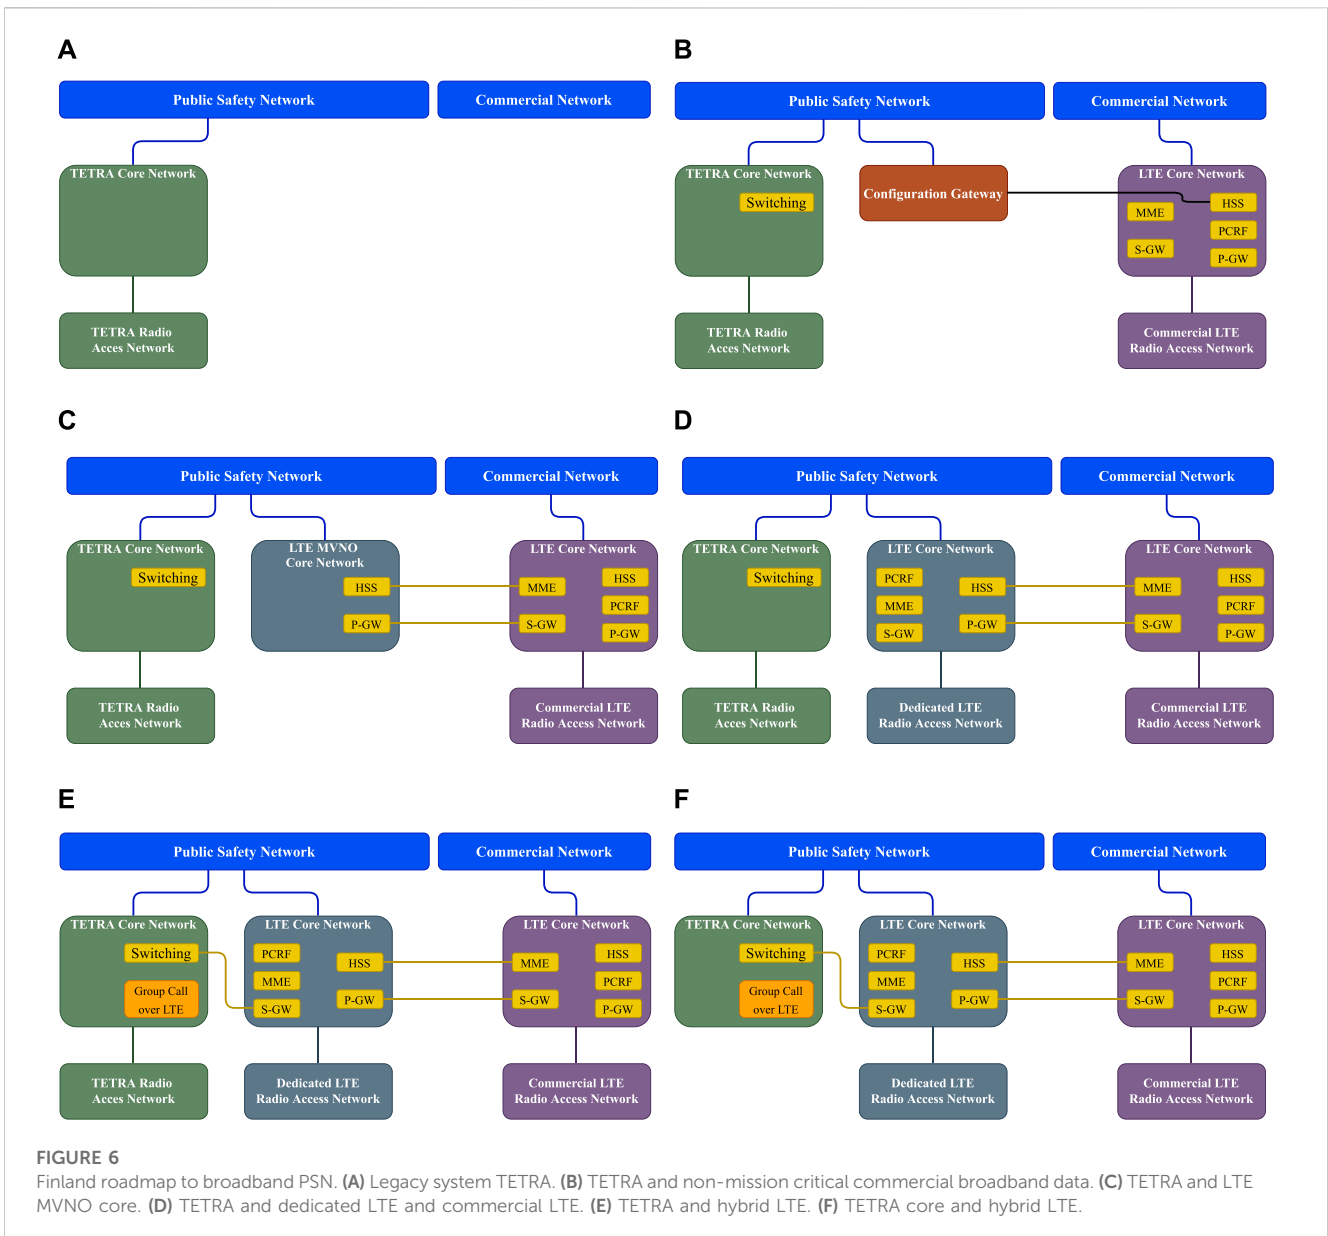 A
Public Safety Network
Commercial Network
TETRA Core Network
TETRA Radio
Acces Network
B
Public Safety Network
Commercial Network
TETRA Core Network
Switching
Configuration Gateway
LTE Core Network
MME
S-GW
HSS
PCRF
P-GW
TETRA Radio
Acces Network
Commercial LTE
Radio Access Network
C
Public Safety Network
Commercial Network
TETRA Core Network
Switching
LTE MVNO
Core Network
HSS
P-GW
LTE Core Network
MME
S-GW
HSS
PCRF
P-GW
TETRA Radio
Acces Network
Commercial LTE
Radio Access Network
D
Public Safety Network
Commercial Network
TETRA Core Network
Switching
LTE Core Network
PCRF
MME
S-GW
HSS
P-GW
LTE Core Network
MME
S-GW
HSS
PCRF
P-GW
TETRA Radio
Acces Network
Dedicated LTE
Radio Access Network
Commercial LTE
Radio Access Network
E
Public Safety Network
Commercial Network
TETRA Core Network
Switching
Group Call
over LTE
LTE Core Network
PCRF
MME
S-GW
HSS
P-GW
LTE Core Network
MME
S-GW
HSS
PCRF
P-GW
TETRA Radio
Acces Network
Dedicated LTE
Radio Access Network
Commercial LTE
Radio Access Network
F
Public Safety Network
Commercial Network
TETRA Core Network
Switching
Group Call
over LTE
LTE Core Network
PCRF
MME
S-GW
HSS
P-GW
LTE Core Network
MME
S-GW
HSS
PCRF
P-GW
Dedicated LTE
Radio Access Network
Commercial LTE
Radio Access Network
FIGURE 6
Finland roadmap to broadband PSN. (A) Legacy system TETRA. (B) TETRA and non-mission critical commercial broadband data. (C) TETRA and LTE
MVNO core. (D) TETRA and dedicated LTE and commercial LTE. (E) TETRA and hybrid LTE. (F) TETRA core and hybrid LTE.